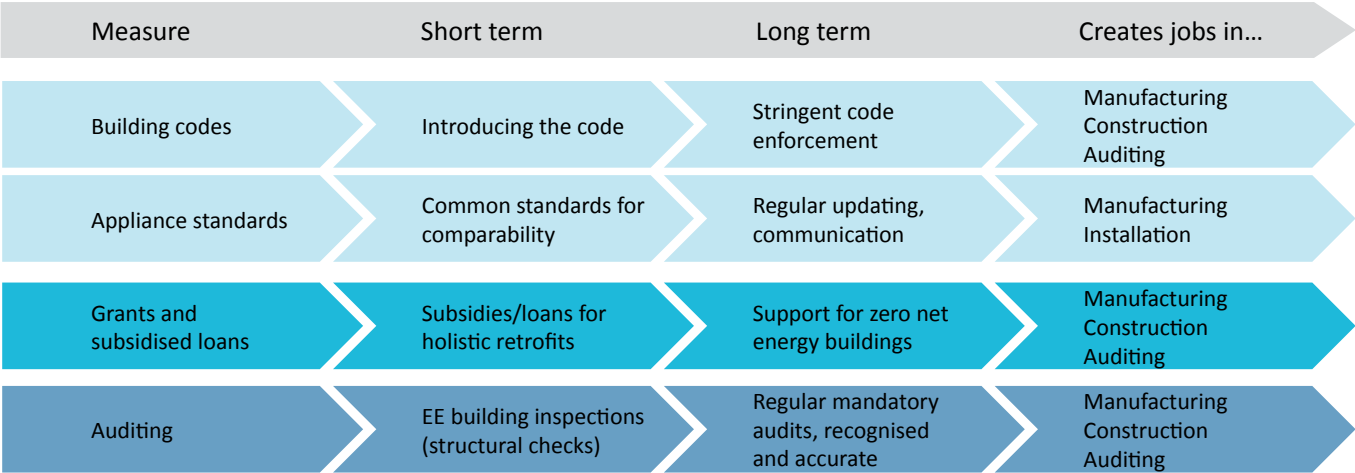 Measure
Short term
Long term
Creates jobs in…
Building codes
Introducing the code
Stringent code
enforcement
Manufacturing
Construction
Auditing
Appliance standards
Common standards for
comparability
Regular updating,
communication
Manufacturing
Installation
Grants and
subsidised loans
Subsidies/loans for
holistic retrofits
Support for zero net
energy buildings
Manufacturing
Construction
Auditing
Auditing
EE building inspections
(structural checks)
Regular mandatory
audits, recognised
and accurate
Manufacturing
Construction
Auditing